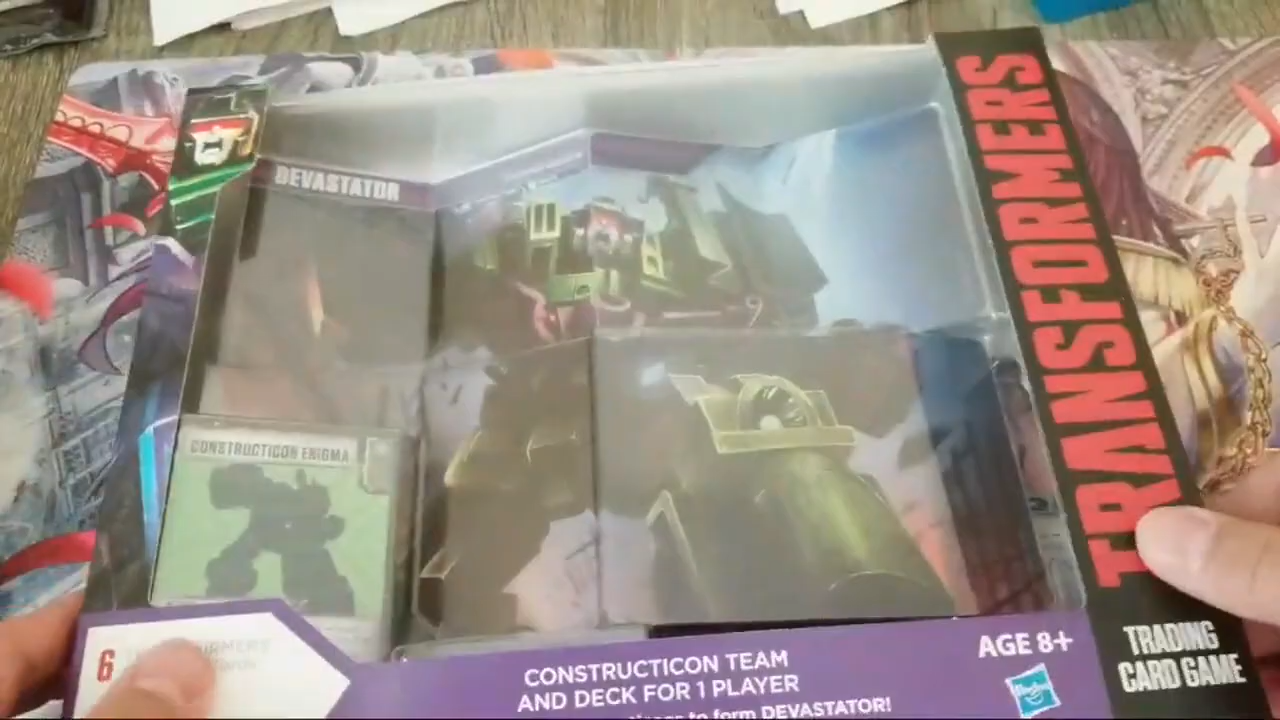 DEVASTATOR
TRANSFORMERS
CONSTRUCTICON ENIGMA
6
CONSTRUCTICON TEAM
AND DECK FOR 1 PLAYER
to form DEVASTATOR!
AGE 8+
Hasbro
TRADING
CARD GAME